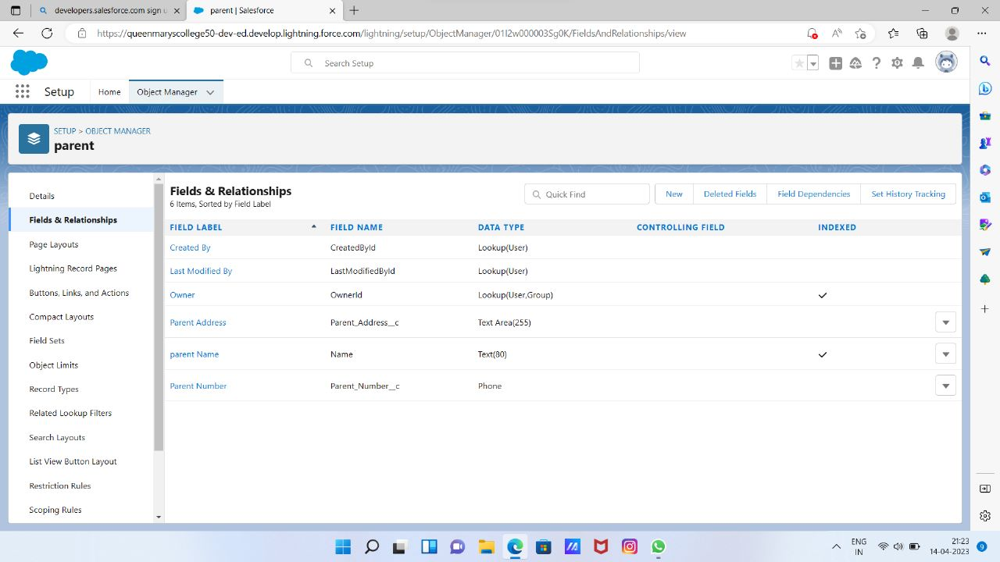 developers.salesforce.com sign u
parent | Salesforce
https://queenmaryscollege50-dev-ed.develop.lightning.force.com/lightning/setup/ObjectManager/01I2w000003Sg0K/FieldsAndRelationships/view
Search Setup
Setup
Home
Object Manager
SETUP > OBJECT MANAGER
parent
Details
Fields & Relationships
Page Layouts
Lightning Record Pages
Buttons, Links, and Actions
Compact Layouts
Field Sets
Object Limits
Record Types
Related Lookup Filters
Search Layouts
List View Button Layout
Restriction Rules
Scoping Rules
Fields & Relationships
6 Items, Sorted by Field Label
Quick Find
New
Deleted Fields
Field Dependencies
Set History Tracking
FIELD LABEL FIELD NAME DATA TYPE CONTROLLING FIELD INDEXED
Created By CreatedById Lookup(User)
Last Modified By LastModifiedById Lookup(User)
Owner OwnerId Lookup(User,Group)
Parent Address Parent_Address__c Text Area(255)
parent Name Name Text(80)
Parent Number Parent_Number__c Phone
ENG
IN
21:23
14-04-2023
9